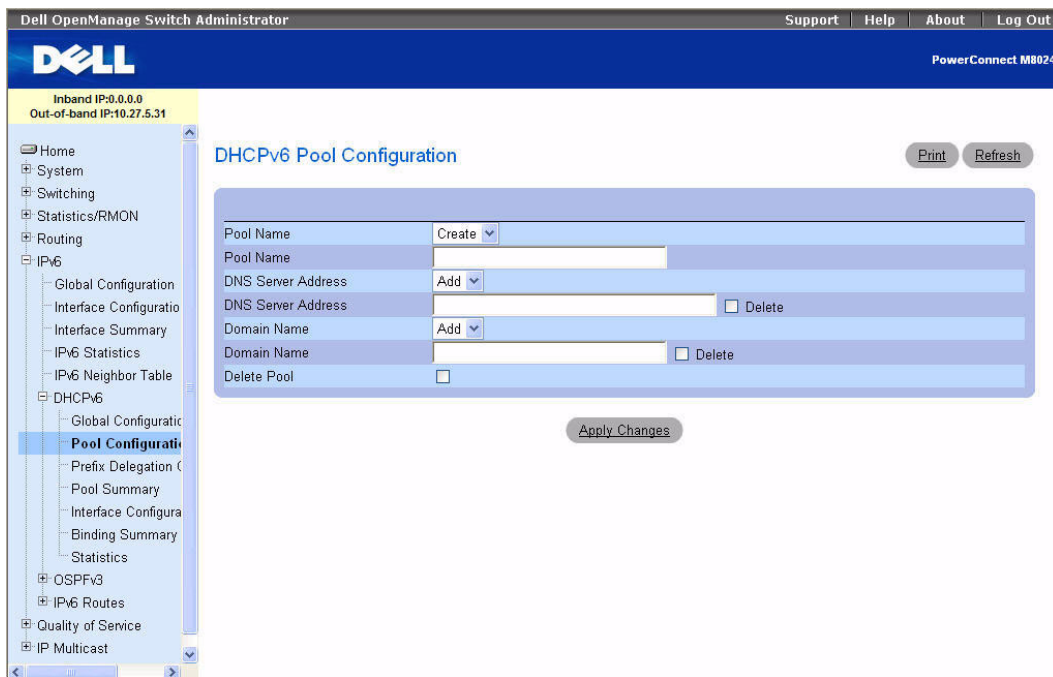 Dell OpenManage Switch Administrator
Support
Help
About
Log Out
DELL
PowerConnect M8024
Inband IP:0.0.0.0
Out-of-band IP:10.27.5.31
Home
System
Switching
Statistics/RMON
Routing
IPv6
Global Configuration
Interface Configuratio
Interface Summary
IPv6 Statistics
IPv6 Neighbor Table
DHCPv6
Global Configuratic
Pool Configuratio
Prefix Delegation C
Pool Summary
Interface Configura
Binding Summary
Statistics
OSPFv3
IPv6 Routes
Quality of Service
IP Multicast
DHCPv6 Pool Configuration
Print
Refresh
Pool Name Create
Pool Name
DNS Server Address Add
DNS Server Address Delete
Domain Name Add
Domain Name Delete
Delete Pool
Apply Changes